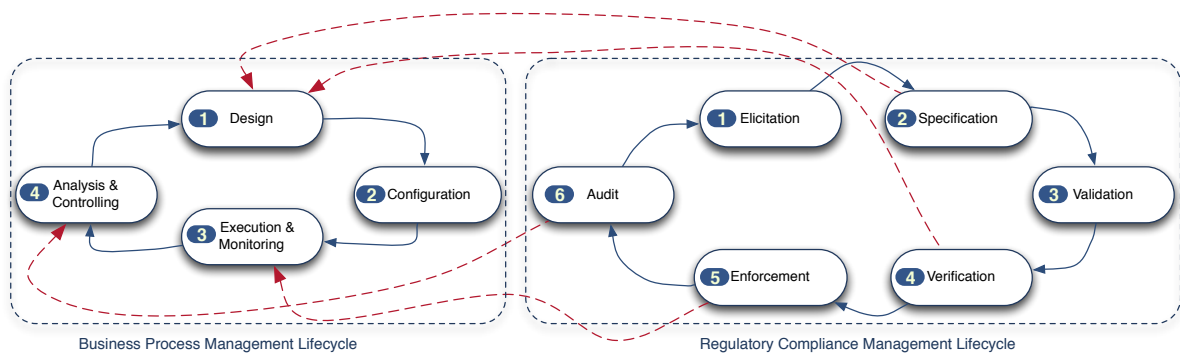 1 Design
2 Configuration
3 Execution &
Monitoring
4 Analysis &
Controlling
Business Process Management Lifecycle
1 Elicitation
2 Specification
3 Validation
4 Verification
5 Enforcement
6 Audit
Regulatory Compliance Management Lifecycle